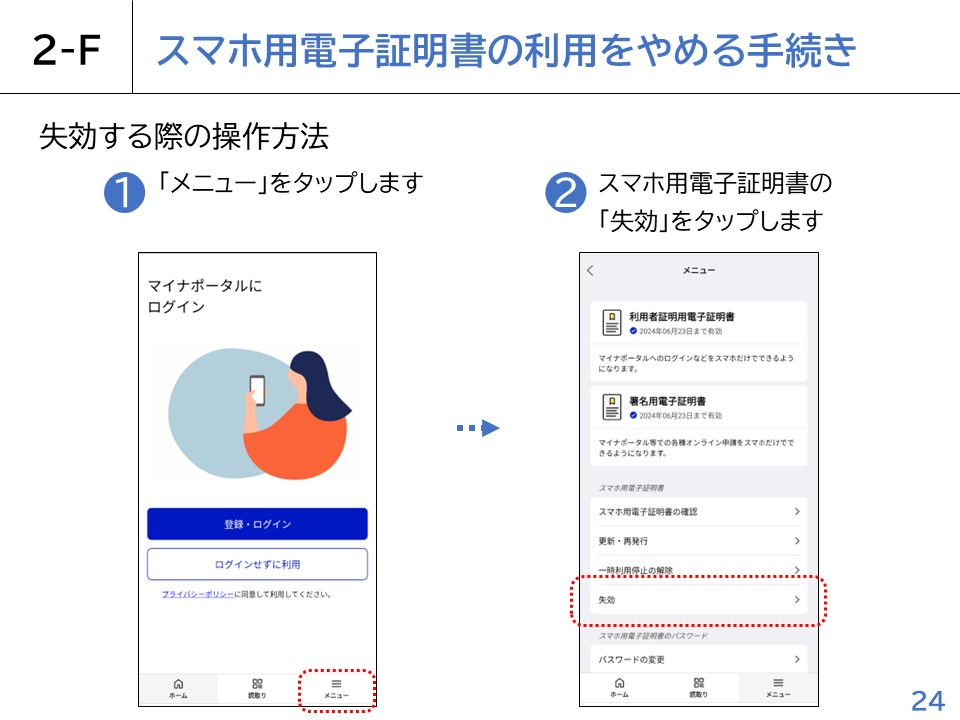 2-F
スマホ用電子証明書の利用をやめる手続き
失効する際の操作方法
1
「メニュー」をタップします
マイナポータルに
ログイン
登録・ログイン
ログインせずに利用
プライバシーポリシーに同意して利用してください。
ホーム
読取り
メニュー
2
スマホ用電子証明書の
「失効」をタップします
メニュー
利用者証明用電子証明書
2024年06月23日まで有効
マイナポータルへのログインなどをスマホだけでできるよう
になります。
署名用電子証明書
2024年06月23日まで有効
マイナポータル等での各種オンライン申請をスマホだけでで
きるようになります。
スマホ用電子証明書
スマホ用電子証明書の確認
更新・再発行
一時利用停止の解除
失効
スマホ用電子証明書のパスワード
パスワードの変更
ホーム
読取り
メニュー
24